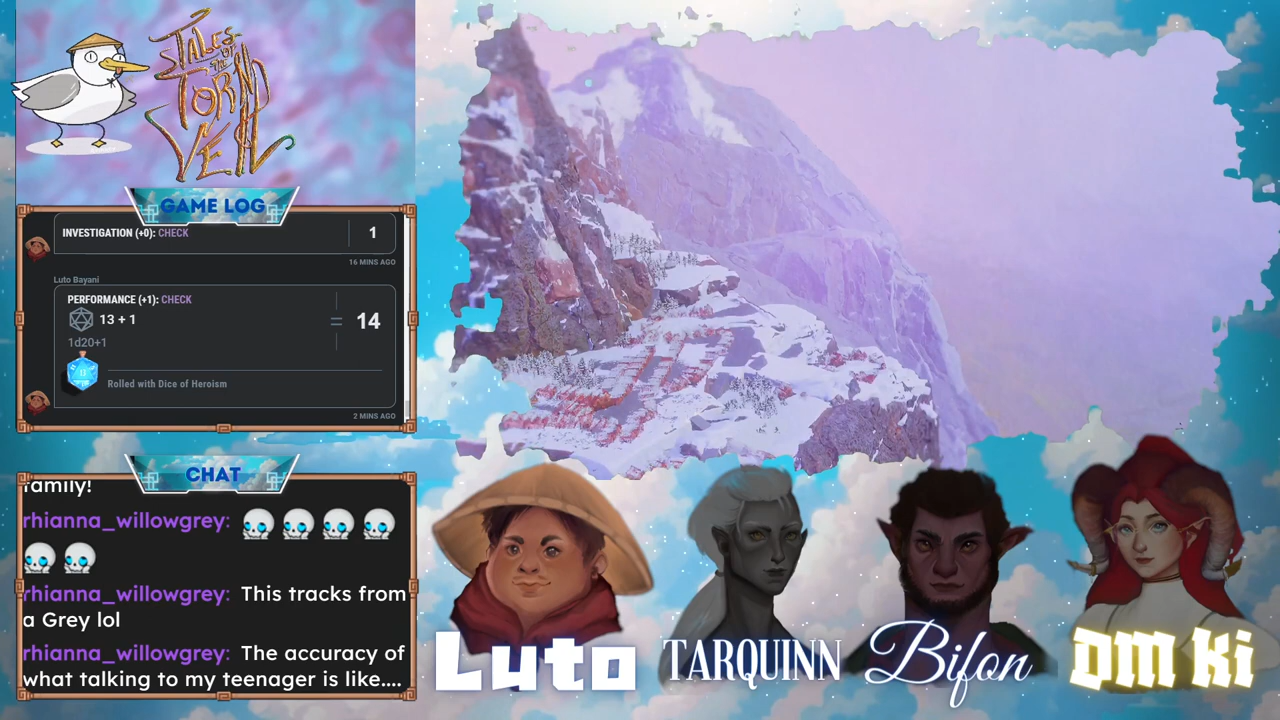 TALES
OF
THE
TORN
VEIL
GAME LOG
INVESTIGATION (+0): CHECK
1
16 MINS AGO
Luto Bayani
PERFORMANCE (+1): CHECK
13 + 1
= 14
1d20+1
Rolled with Dice of Heroism
2 MINS AGO
CHAT
family!
rhianna_willowgrey:
rhianna_willowgrey: This tracks from
a Grey lol
rhianna_willowgrey: The accuracy of
what talking to my teenager is like....
Luto
TARQUINN
Bifon
DM Ki